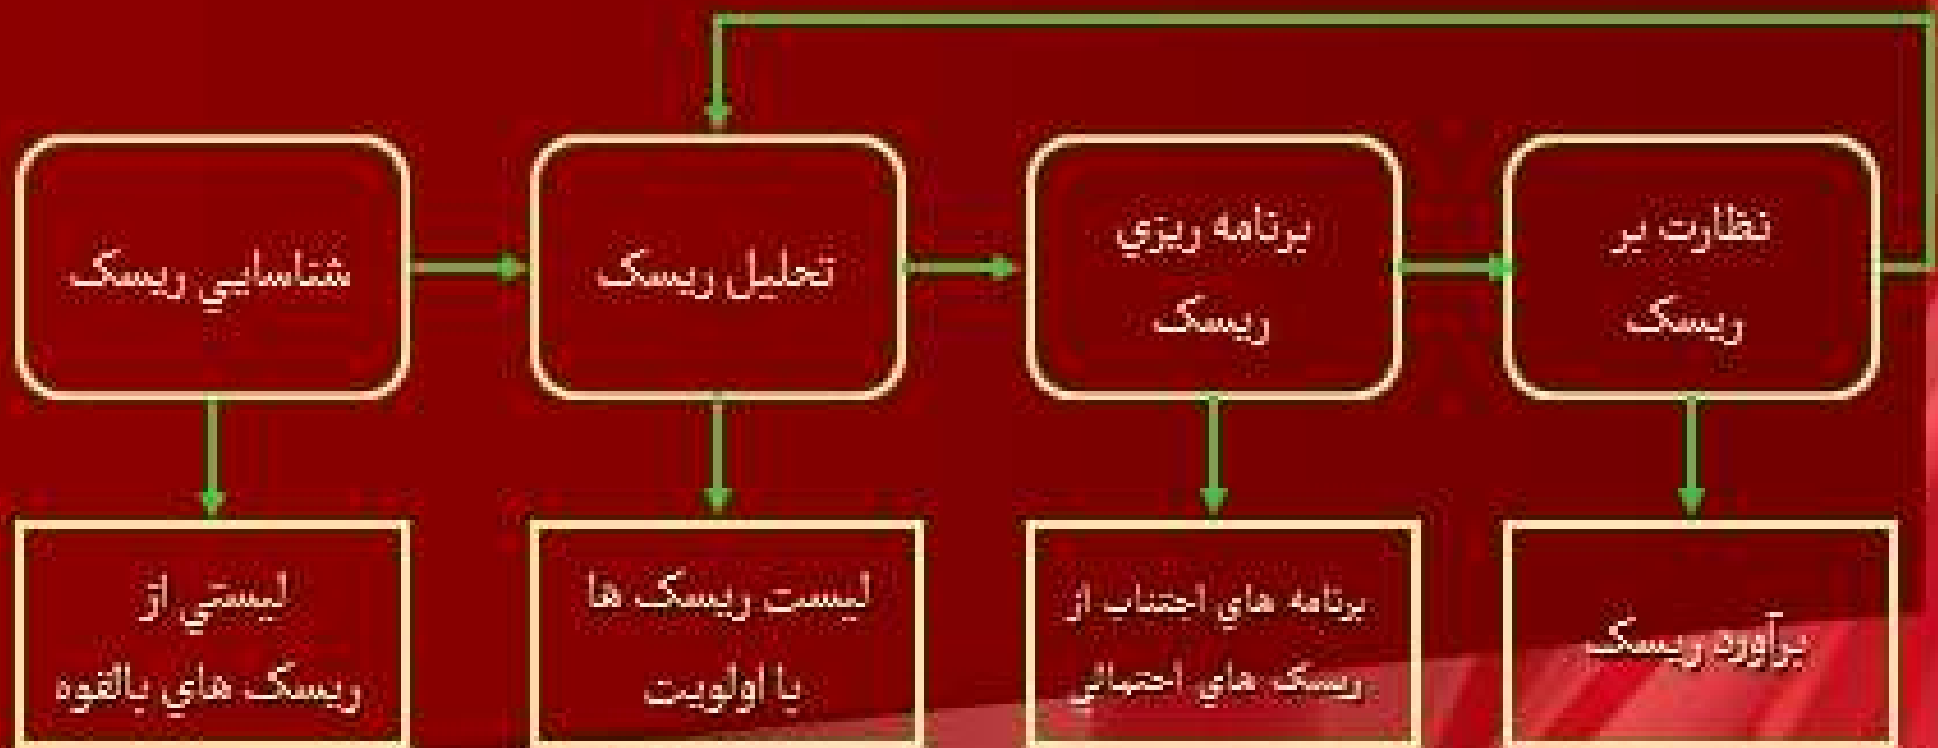 شناسايي ريسک
تحليل ريسک
برنامه ريزي
ريسک
نظارت بر
ريسک
ليستي از
ريسک هاي بالقوه
ليست ريسک ها
با اولويت
برنامه هاي اجتناب از
ريسک هاي احتمالي
برآورد ريسک